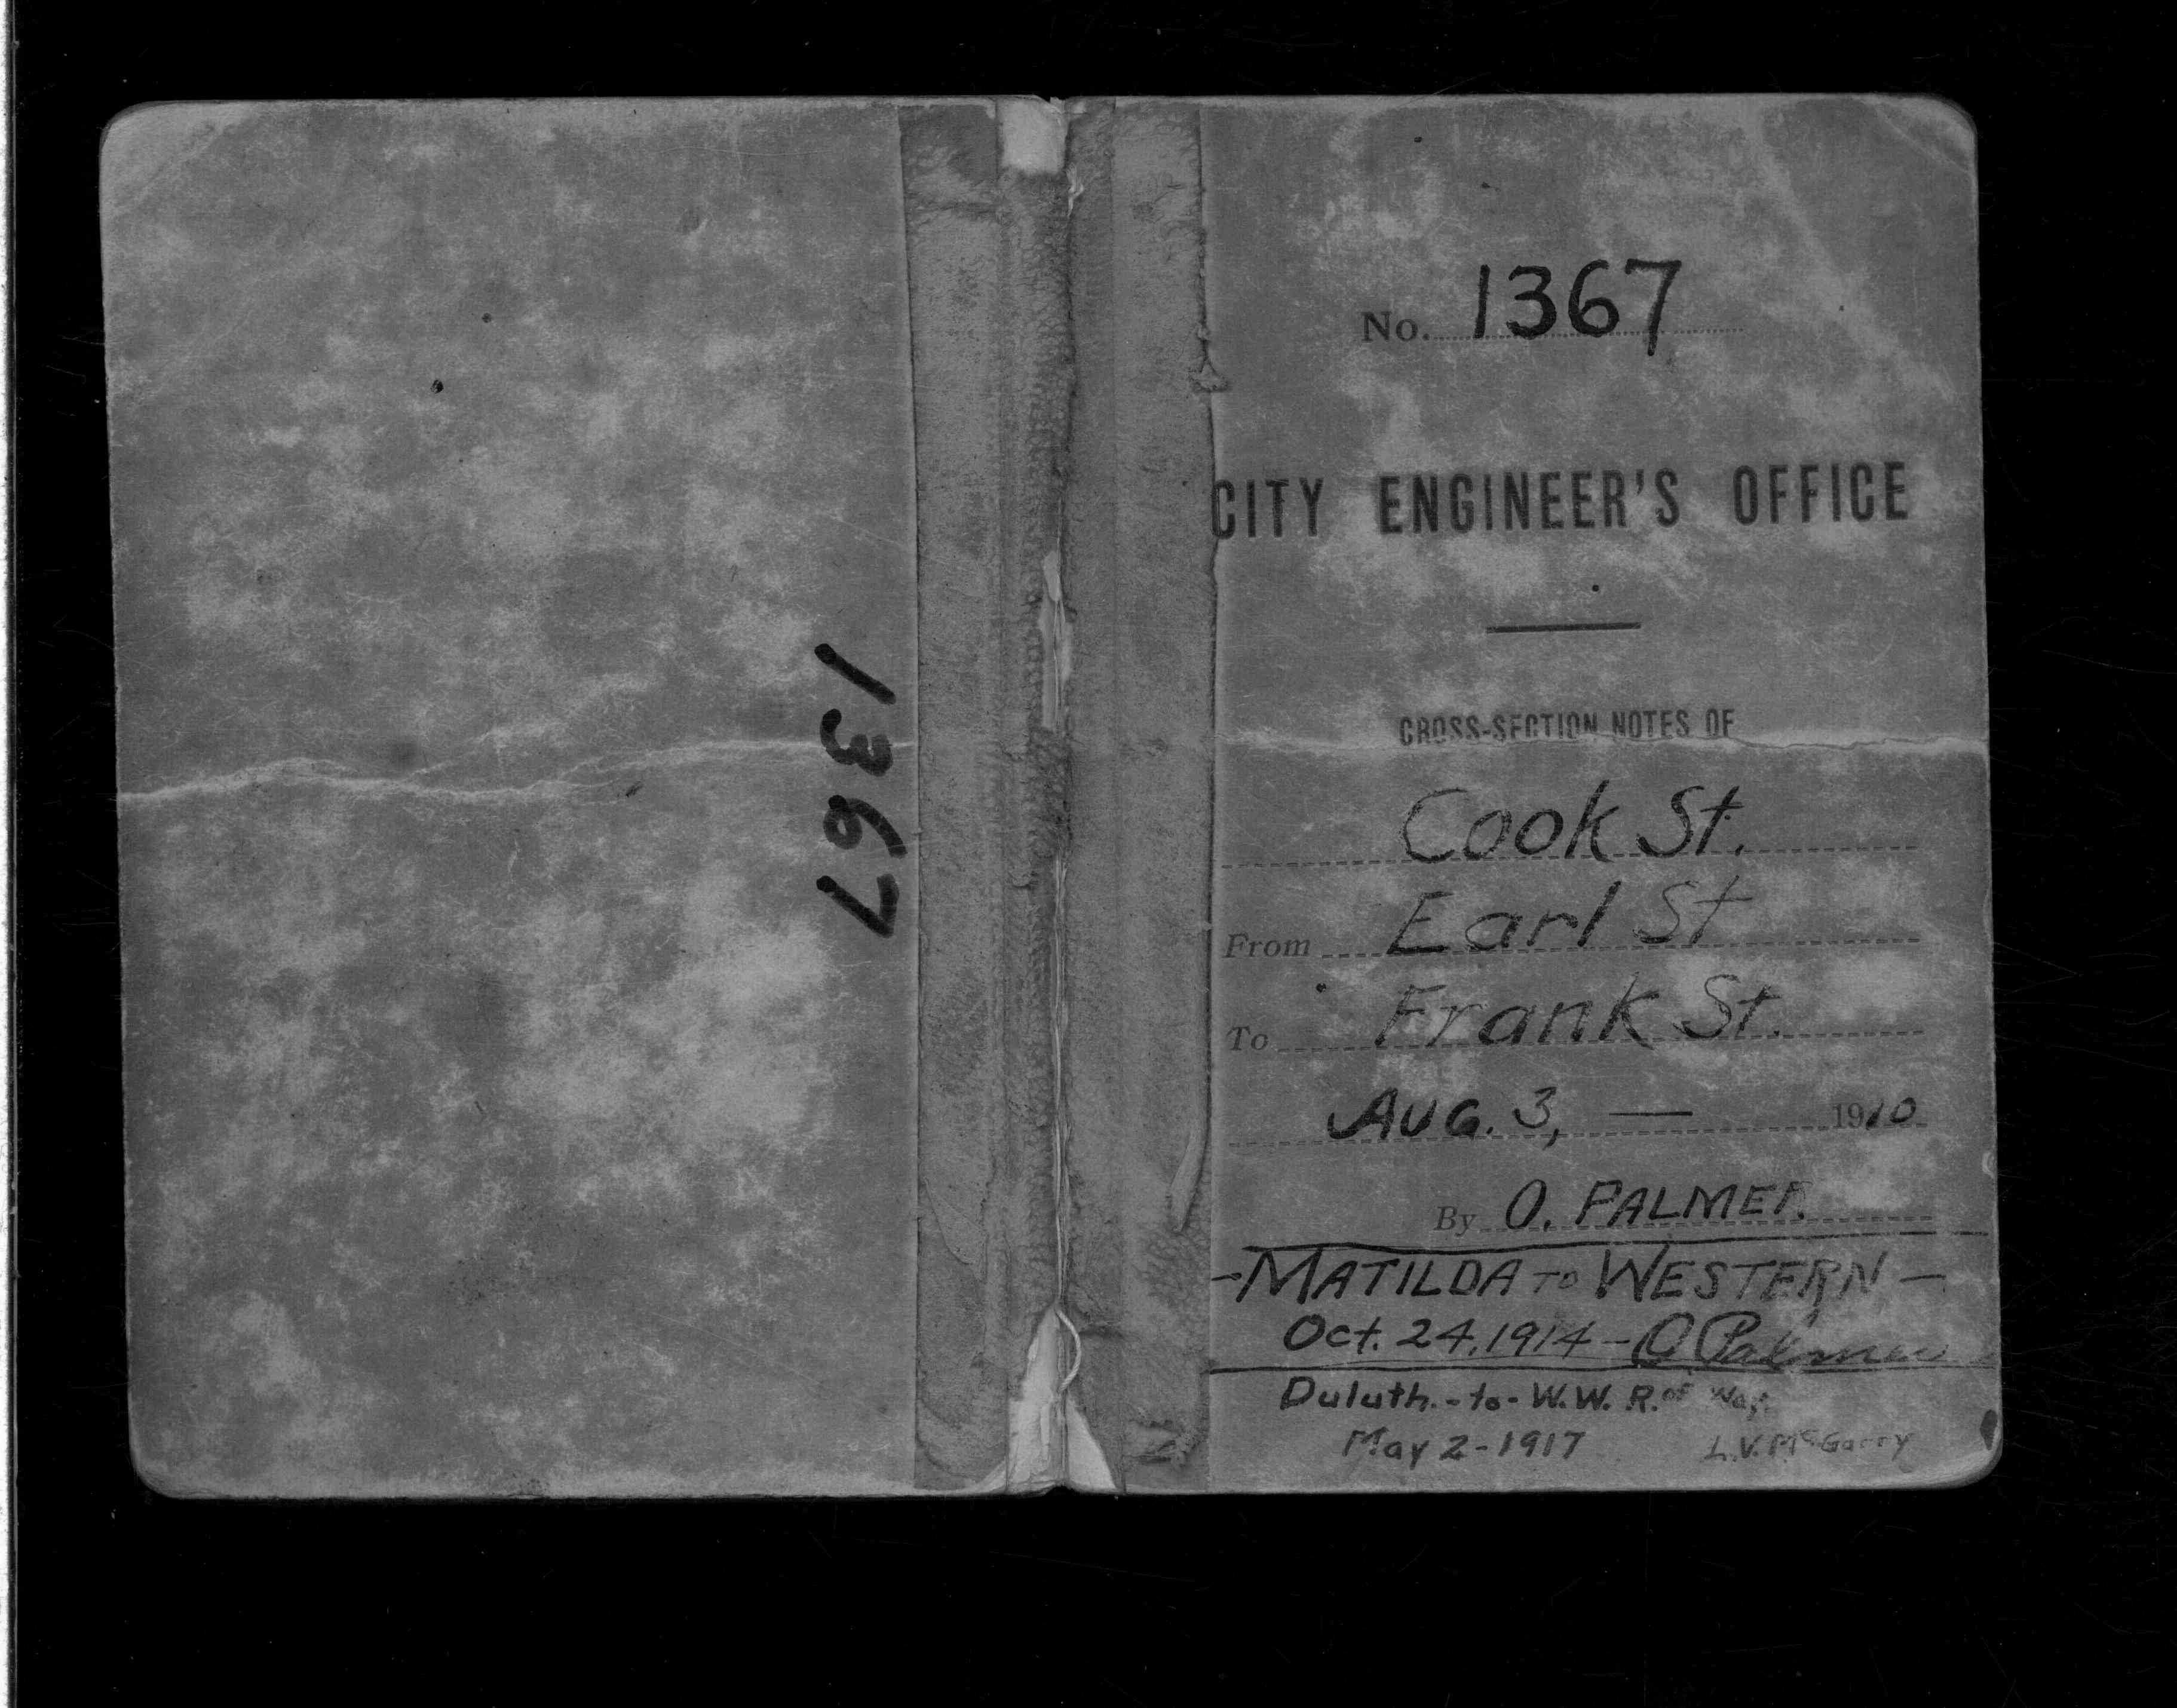 1367
No. 1367
CITY ENGINEER'S OFFICE
CROSS-SECTION NOTES OF
Cook St.
From Earl St
To Frank St.
AUG. 3, — 1910
By O. PALMER.
- MATILDA TO WESTERN -
Oct. 24, 1914 - O Palmer
Duluth. - to - W. W. R. of Way.
May 2 - 1917 L. V. McGarry